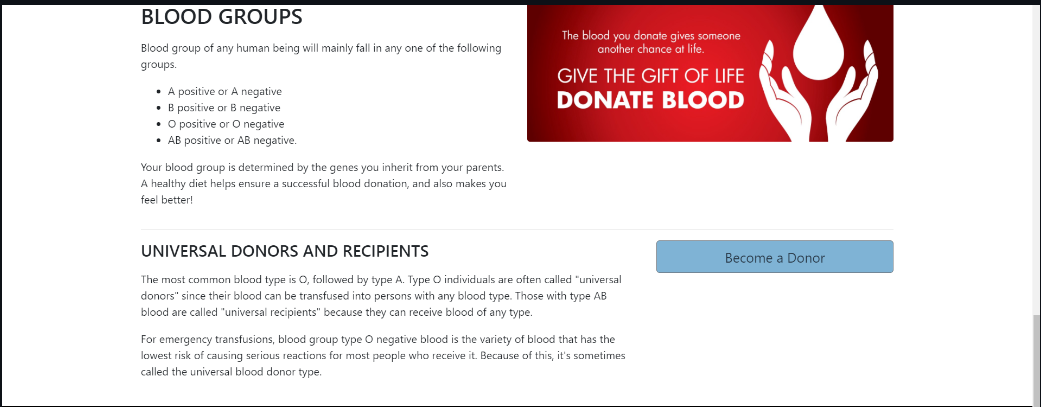 BLOOD GROUPS
Blood group of any human being will mainly fall in any one of the following
groups.
• A positive or A negative
• B positive or B negative
• O positive or O negative
• AB positive or AB negative.
Your blood group is determined by the genes you inherit from your parents.
A healthy diet helps ensure a successful blood donation, and also makes you
feel better!
The blood you donate gives someone
another chance at life.
GIVE THE GIFT OF LIFE
DONATE BLOOD
UNIVERSAL DONORS AND RECIPIENTS
The most common blood type is O, followed by type A. Type O individuals are often called "universal
donors" since their blood can be transfused into persons with any blood type. Those with type AB
blood are called "universal recipients" because they can receive blood of any type.
For emergency transfusions, blood group type O negative blood is the variety of blood that has the
lowest risk of causing serious reactions for most people who receive it. Because of this, it's sometimes
called the universal blood donor type.
Become a Donor